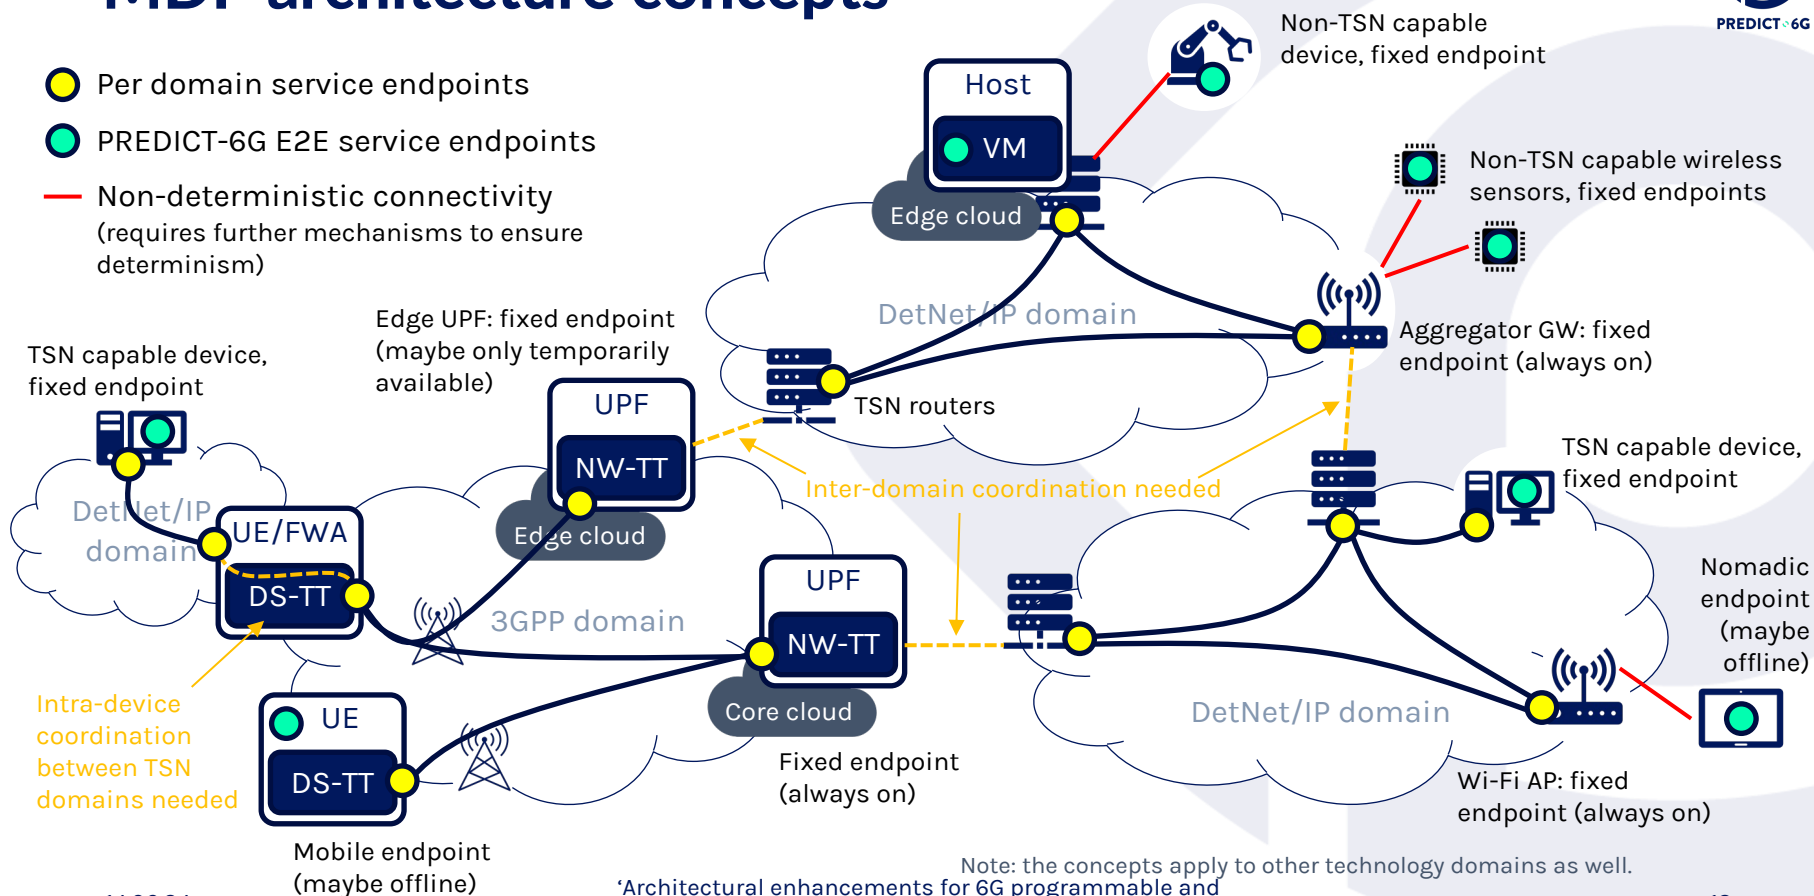 MDP architecture concepts
PREDICT-6G
Per domain service endpoints
PREDICT-6G E2E service endpoints
Non-deterministic connectivity
(requires further mechanisms to ensure
determinism)
Non-TSN capable
device, fixed endpoint
Host
VM
Edge cloud
Non-TSN capable wireless
sensors, fixed endpoints
DetNet/IP domain
Edge UPF: fixed endpoint
(maybe only temporarily
available)
Aggregator GW: fixed
endpoint (always on)
TSN capable device,
fixed endpoint
UPF
NW-TT
Edge cloud
TSN routers
Inter-domain coordination needed
TSN capable device,
fixed endpoint
DetNet/IP
domain
UE/FWA
DS-TT
3GPP domain
UPF
NW-TT
Core cloud
Fixed endpoint
(always on)
Nomadic
endpoint
(maybe
offline)
DetNet/IP domain
Wi-Fi AP: fixed
endpoint (always on)
Intra-device
coordination
between TSN
domains needed
UE
DS-TT
Mobile endpoint
(maybe offline)
Note: the concepts apply to other technology domains as well.
‘Architectural enhancements for 6G programmable and